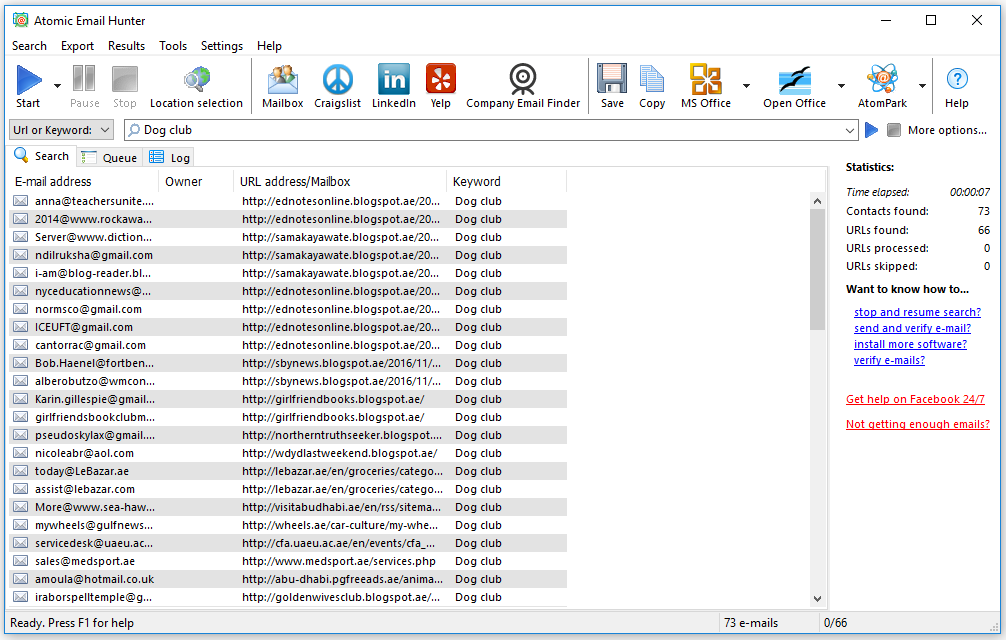 Atomic Email Hunter
Search Export Results Tools Settings Help
Start Pause Stop Location selection Mailbox Craigslist LinkedIn Yelp Company Email Finder Save Copy MS Office Open Office AtomPark Help
Url or Keyword: Dog club More options...
Search Queue Log
E-mail address Owner URL address/Mailbox Keyword
anna@teachersunite.... http://ednotesonline.blogspot.ae/20... Dog club
2014@www.rockawa... http://ednotesonline.blogspot.ae/20... Dog club
Server@www.diction... http://samakayawate.blogspot.ae/20... Dog club
ndilruksha@gmail.com http://samakayawate.blogspot.ae/20... Dog club
i-am@blog-reader.bl... http://samakayawate.blogspot.ae/20... Dog club
nyceducationnews@... http://ednotesonline.blogspot.ae/20... Dog club
normsco@gmail.com http://ednotesonline.blogspot.ae/20... Dog club
ICEUFT@gmail.com http://ednotesonline.blogspot.ae/20... Dog club
cantorrac@gmail.com http://ednotesonline.blogspot.ae/20... Dog club
Bob.Haenel@fortben... http://sbynews.blogspot.ae/2016/11/... Dog club
alberobutzo@wmcon... http://sbynews.blogspot.ae/2016/11/... Dog club
Karin.gillespie@gmail... http://girlfriendbooks.blogspot.ae/ Dog club
girlfriendsbookclubm... http://girlfriendbooks.blogspot.ae/ Dog club
pseudoskylax@gmail.... http://northerntruthseeker.blogspot.... Dog club
nicoleabr@aol.com http://wdydlastweekend.blogspot.ae/ Dog club
today@LeBazar.ae http://lebazar.ae/en/groceries/catego... Dog club
assist@lebazar.com http://lebazar.ae/en/groceries/catego... Dog club
More@www.sea-haw... http://visitabudhabi.ae/en/rss/sitema... Dog club
mywheels@gulfnews... http://wheels.ae/car-culture/my-whe... Dog club
servicedesk@uaeu.ac... http://cfa.uaeu.ac.ae/en/events/cfa_... Dog club
sales@medsport.ae http://www.medsport.ae/services.php Dog club
amoula@hotmail.co.uk http://abu-dhabi.pgfreeads.ae/anima... Dog club
iraborspelltemple@g... http://goldenwivesclub.blogspot.ae/... Dog club
Statistics:
Time elapsed: 00:00:07
Contacts found: 73
URLs found: 66
URLs processed: 0
URLs skipped: 0
Want to know how to...
stop and resume search?
send and verify e-mail?
install more software?
verify e-mails?
Get help on Facebook 24/7
Not getting enough emails?
Ready. Press F1 for help 73 e-mails 0/66